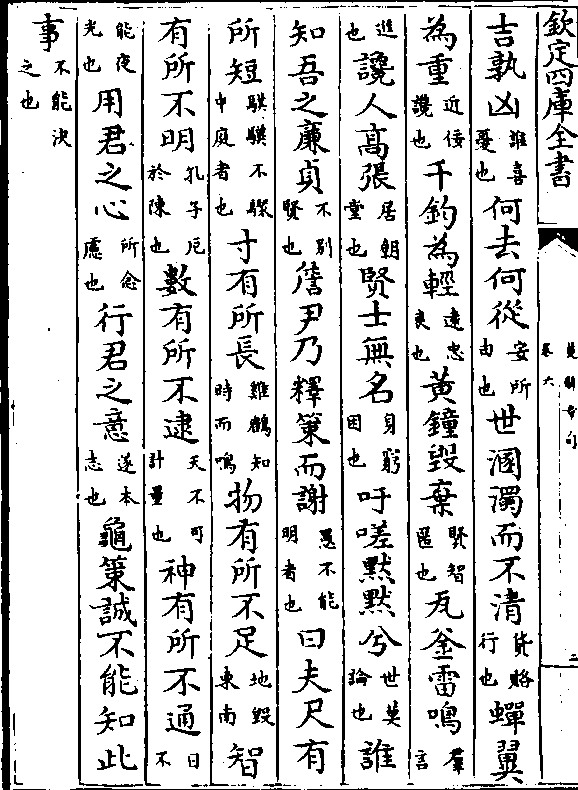 欽定四庫全書
楚辭章句
卷六
二
吉孰凶誰喜憂也何去何從安所由也世溷濁而不清貨賂行也蟬翼
為重近佞讒也千鈞為輕遠忠良也黃鐘毀棄賢智匿也瓦釜雷鳴羣言
進也讒人髙張居朝堂也賢士無名身窮困也吁嗟黙黙兮世莫論也誰
知吾之亷貞不别賢也詹尹乃釋䇿而謝愚不能明者也曰夫尺有
所短騏驥不驟中庭者也寸有所長雞鶴知時而鳴物有所不足地毀東南智
有所不明孔子厄於陳也數有所不逮天不可計量也神有所不通日不
能夜光也用君之心所念慮也行君之意遂本志也龜䇿誠不能知此
事不能決之也